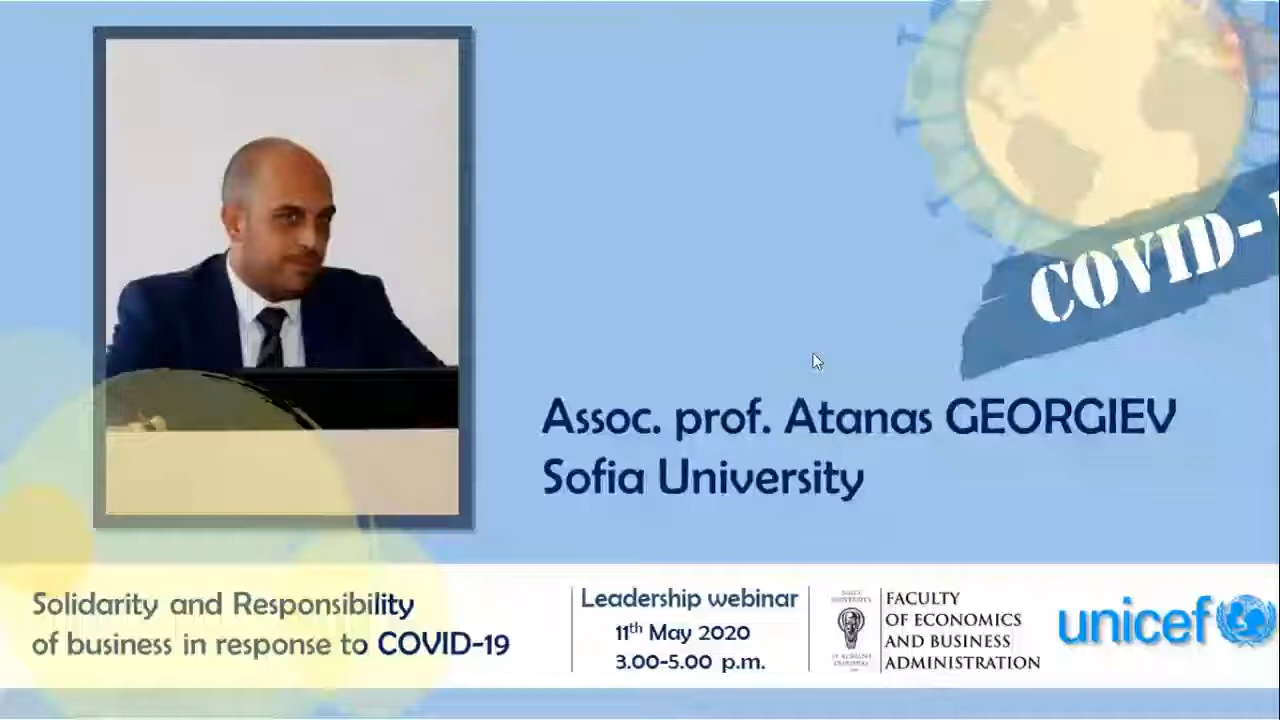 COVID-
Assoc. prof. Atanas GEORGIEV
Sofia University
Solidarity and Responsibility
of business in response to COVID-19
Leadership webinar
11th May 2020
3.00-5.00 p.m.
FACULTY
OF ECONOMICS
AND BUSINESS
ADMINISTRATION
unicef